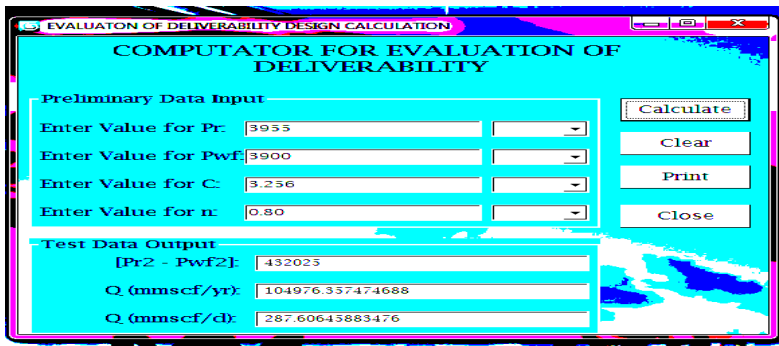 EVALUATON OF DELIVERABILITY DESIGN CALCULATION
COMPUTATOR FOR EVALUATION OF
DELIVERABILITY
Preliminary Data Input
Enter Value for Pr: 3955
Enter Value for Pwf: 3900
Enter Value for C: 3.256
Enter Value for n: 0.80
Calculate
Clear
Print
Close
Test Data Output
[Pr2 - Pwf2]: 432025
Q (mmscf/yr): 104976.357474688
Q (mmscf/d): 287.60645883476